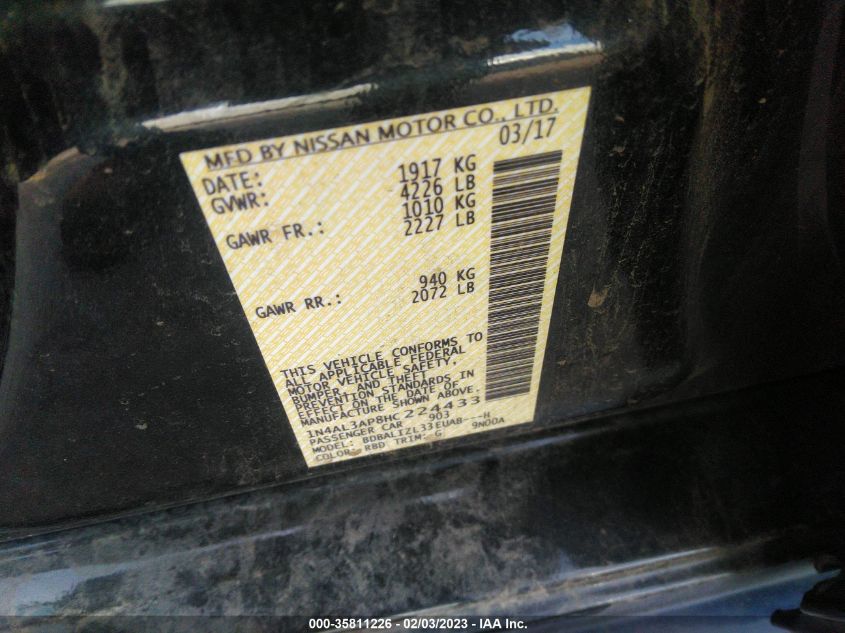 MFD BY NISSAN MOTOR CO., LTD.
DATE: 03/17
GVWR: 1917 KG
4226 LB
GAWR FR.: 1010 KG
2227 LB
GAWR RR.: 940 KG
2072 LB
THIS VEHICLE CONFORMS TO
ALL APPLICABLE FEDERAL
MOTOR VEHICLE SAFETY,
BUMPER, AND THEFT
PREVENTION STANDARDS IN
EFFECT ON THE DATE OF
MANUFACTURE SHOWN ABOVE.
1N4AL3AP8HC224433
PASSENGER CAR 903
MODEL: BDBALIZL33EUAB---H
COLOR: RBD TRIM: G 9N00A
000-35811226 - 02/03/2023 - IAA Inc.